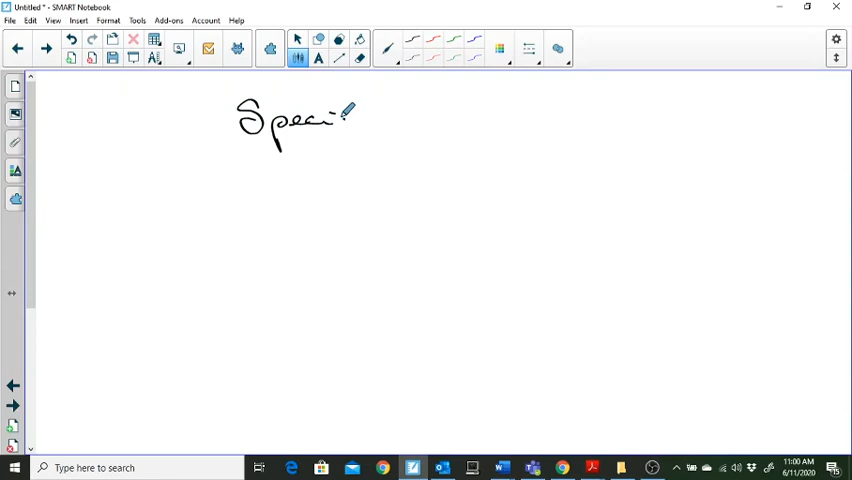 Untitled * - SMART Notebook
File Edit View Insert Format Tools Add-ons Account Help
Speci
Type here to search
11:00 AM
6/11/2020
15